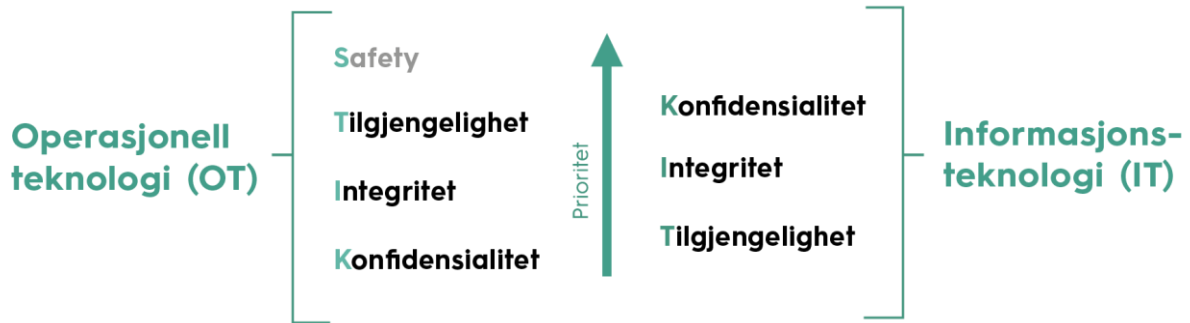 Operasjonell
teknologi (OT)
Safety
Tilgjengelighet
Integritet
Konfidensialitet
Prioritet
Konfidensialitet
Integritet
Tilgjengelighet
Informasjons-
teknologi (IT)